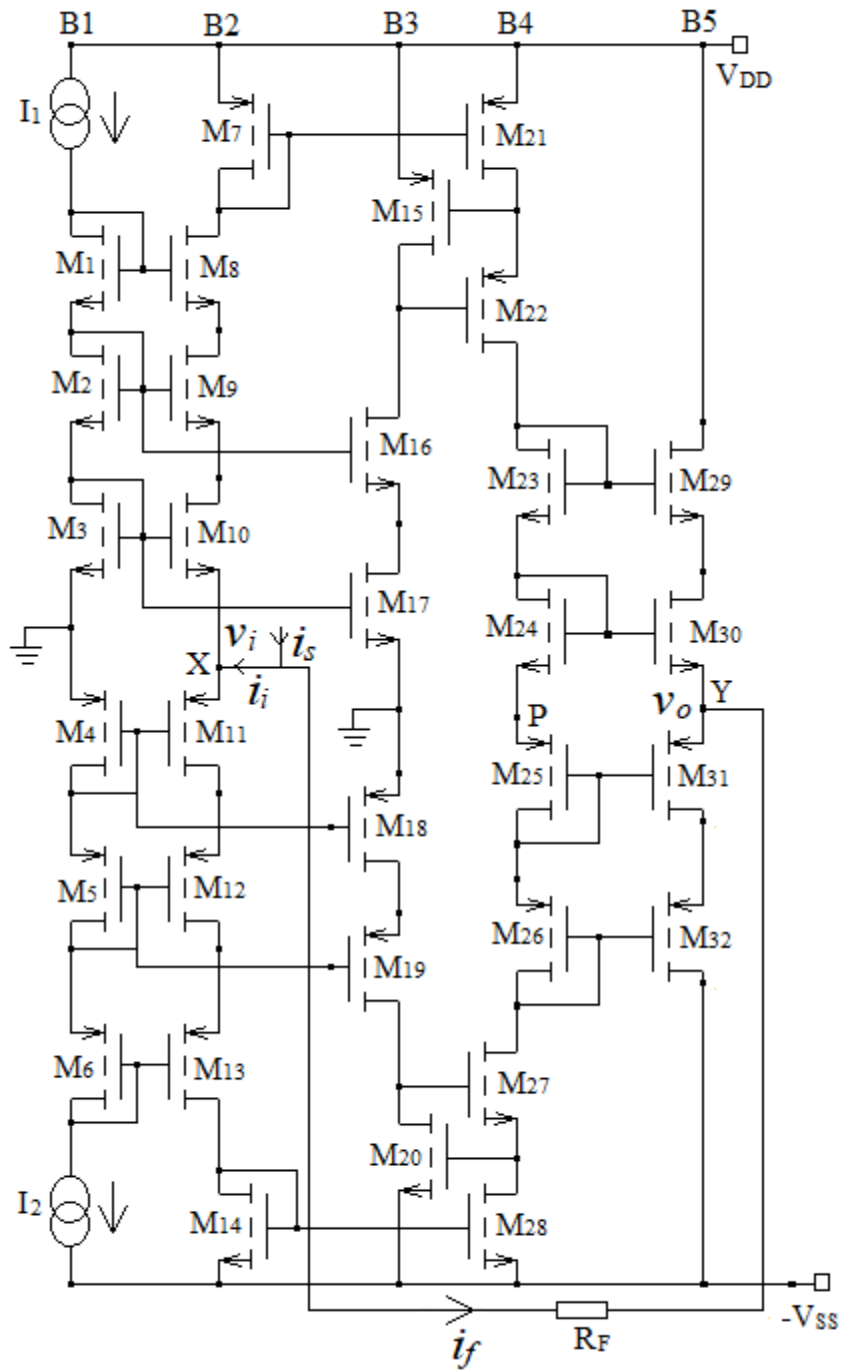 B1 B2 B3 B4 B5
VDD
I1
M7 M21
M15
M1 M8
M22
M2 M9
M16
M23 M29
M3 M10
M17
M24 M30
vi is
X
ii
P vo Y
M4 M11
M25 M31
M18
M5 M12
M26 M32
M19
M6 M13
M27
M20
I2
M14 M28
-VSS
if RF